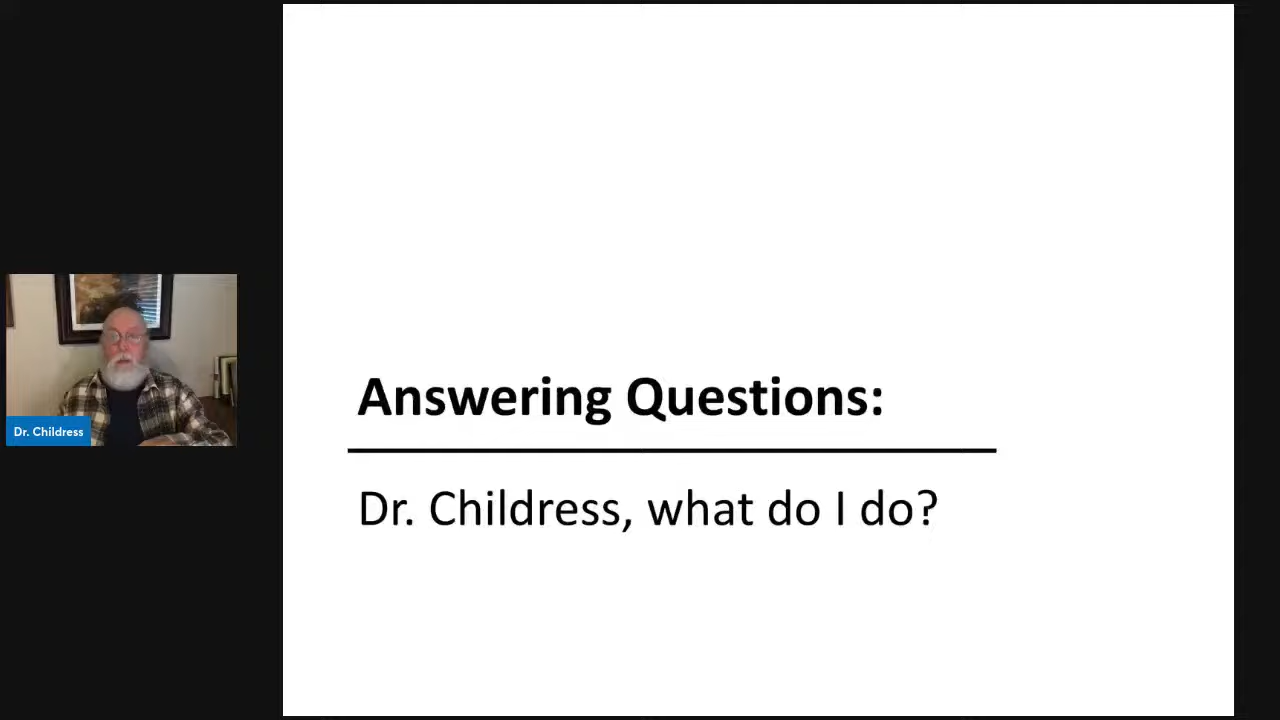 Answering Questions:
Dr. Childress, what do I do?
Dr. Childress